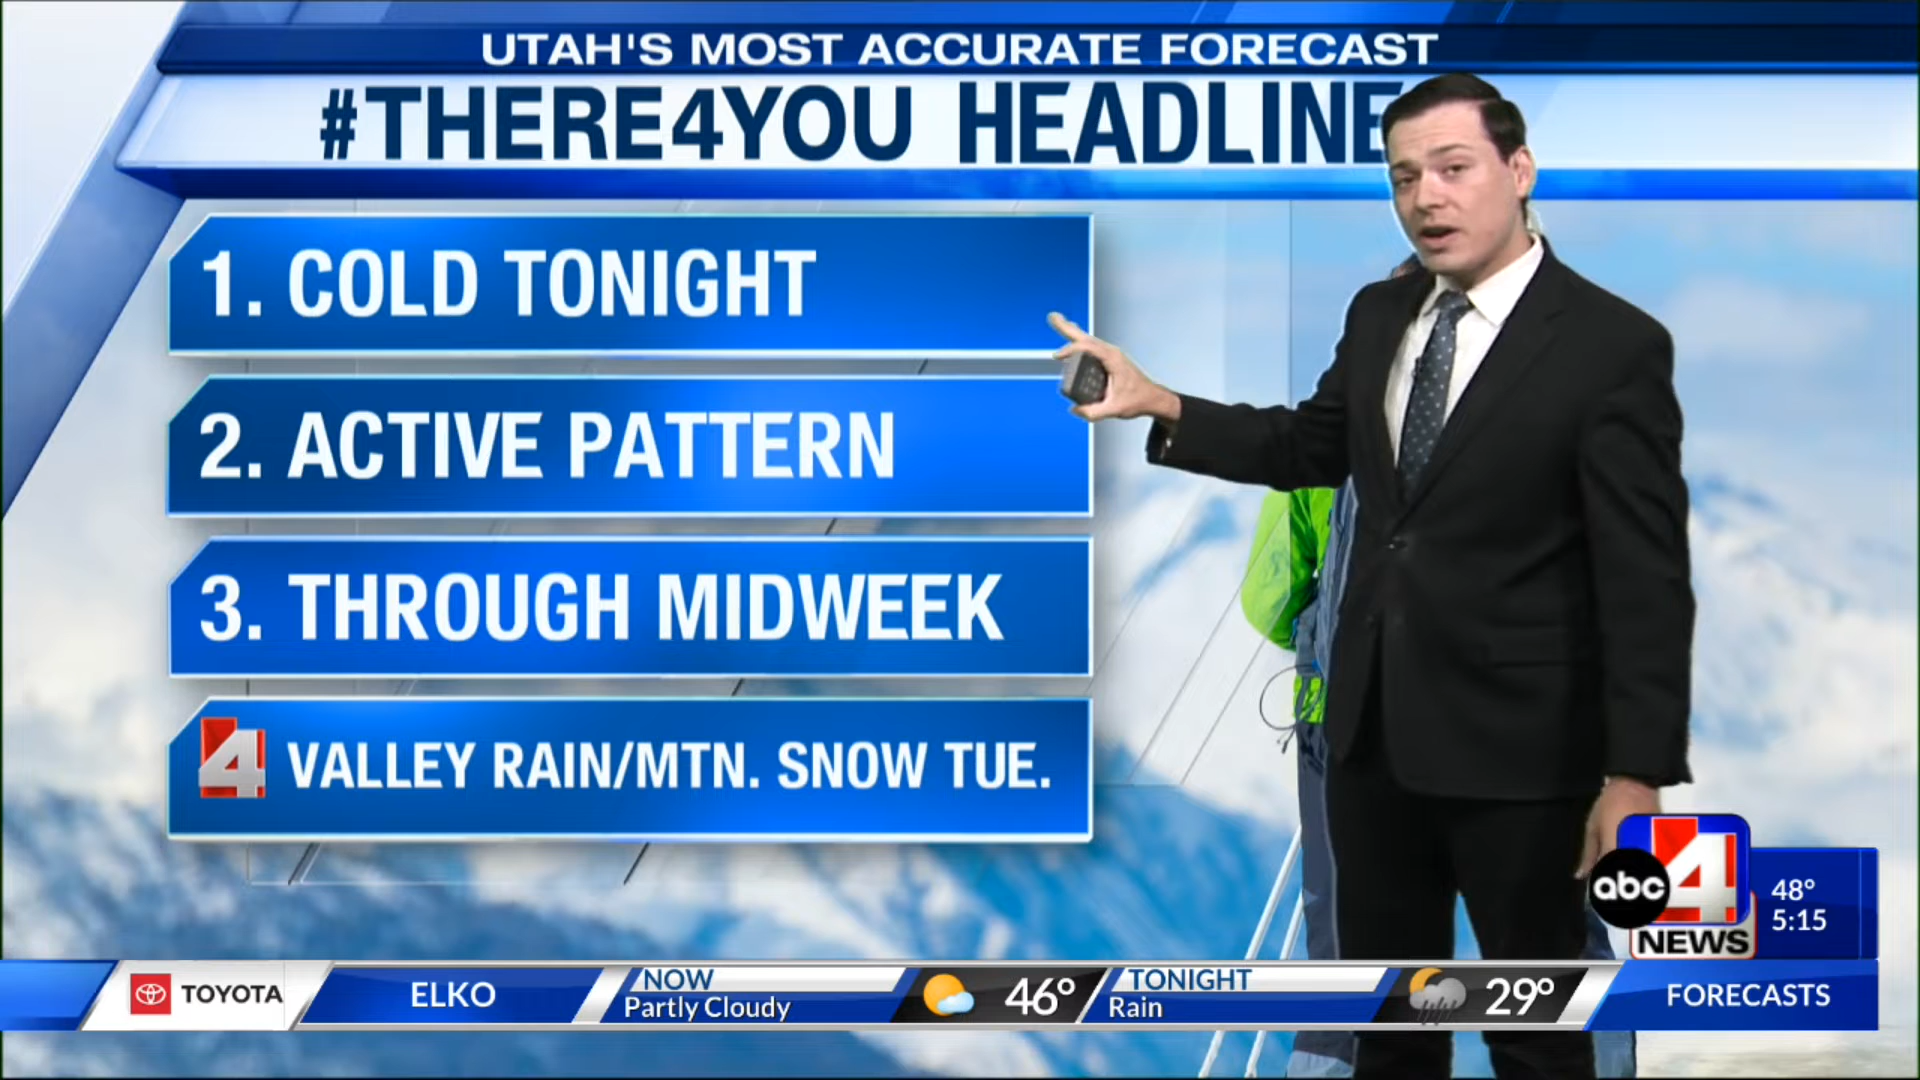 UTAH'S MOST ACCURATE FORECAST
#THERE4YOU HEADLINE
1. COLD TONIGHT
2. ACTIVE PATTERN
3. THROUGH MIDWEEK
4 VALLEY RAIN/MTN. SNOW TUE.
abc 4
NEWS
48°
5:15
TOYOTA
ELKO
NOW
Partly Cloudy
46°
TONIGHT
Rain
29°
FORECASTS